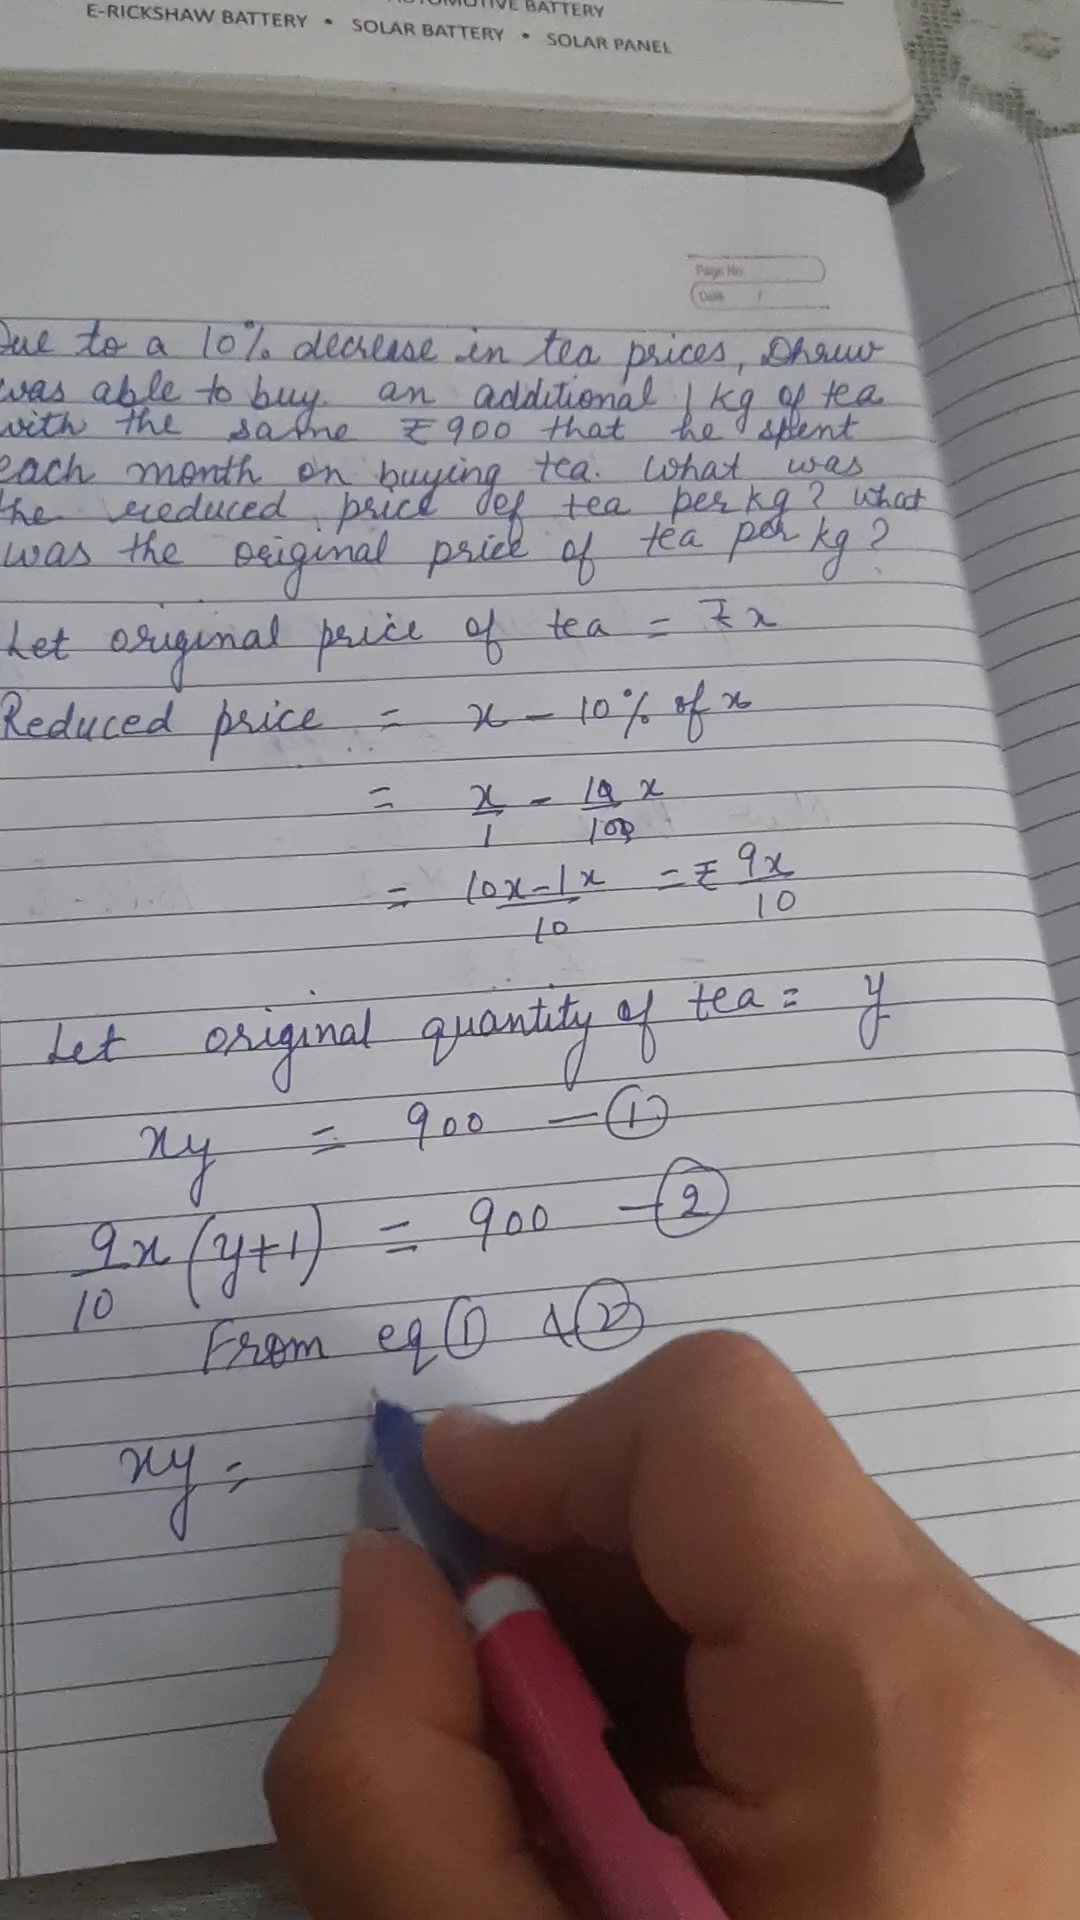 AUTOMOTIVE BATTERY
E-RICKSHAW BATTERY • SOLAR BATTERY • SOLAR PANEL
Page No
Date /
Due to a 10% decrease in tea prices, Dhruv
was able to buy an additional 1 kg of tea
with the same ₹900 that he spent
each month on buying tea. What was
the reduced price of tea per kg? What
was the original price of tea per kg?
Let original price of tea = ₹ x
Reduced price = x - 10% of x
= x/1 - 10/100 x
= 10x-1x/10 = ₹ 9x/10
Let original quantity of tea = y
xy = 900 — ①
9x/10 (y+1) = 900 — ②
From eq ① & ②
xy =